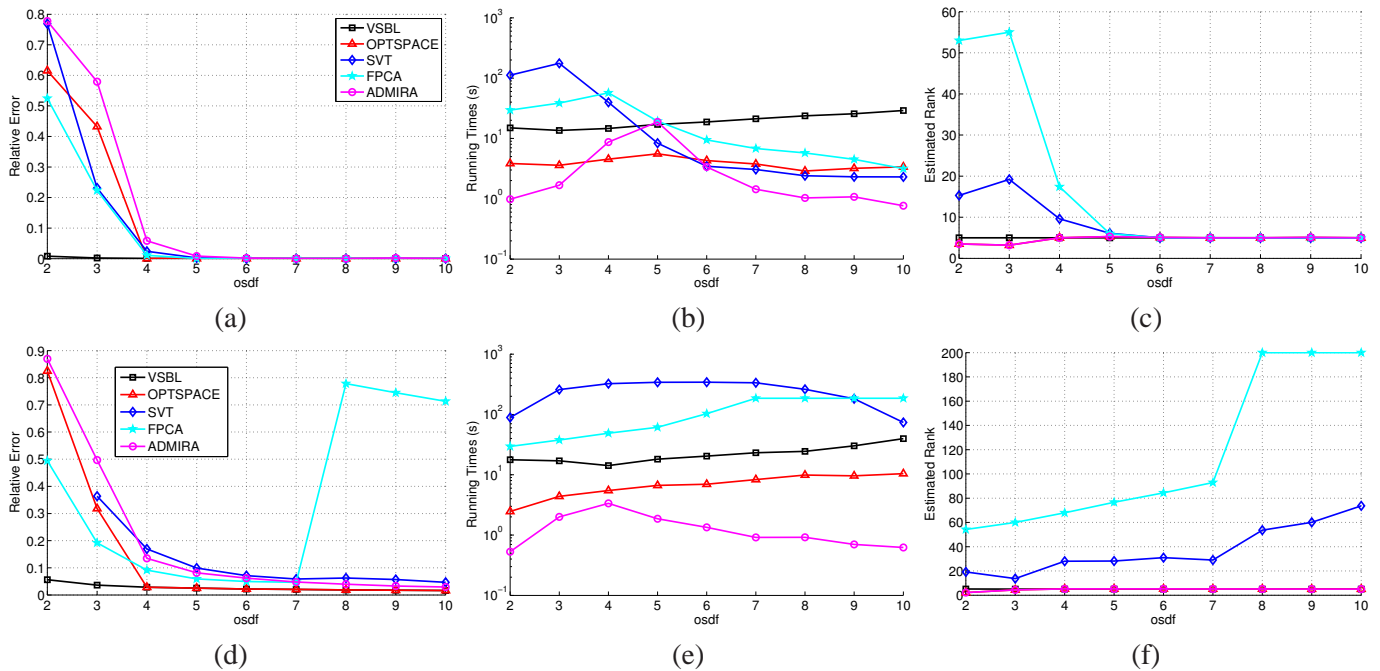 0.8
0.7
0.6
0.5
0.4
0.3
0.2
0.1
0
Relative Error
2 3 4 5 6 7 8 9 10
osdf
VSBL
OPTSPACE
SVT
FPCA
ADMIRA
(a)
10^3
10^2
10^1
10^0
10^−1
Running Times (s)
2 3 4 5 6 7 8 9 10
osdf
(b)
60
50
40
30
20
10
5
0
Estimated Rank
2 3 4 5 6 7 8 9 10
osdf
(c)
0.9
0.8
0.7
0.6
0.5
0.4
0.3
0.2
0.1
0
Relative Error
2 3 4 5 6 7 8 9 10
osdf
VSBL
OPTSPACE
SVT
FPCA
ADMIRA
(d)
10^3
10^2
10^1
10^0
10^−1
Running Times (s)
2 3 4 5 6 7 8 9 10
osdf
(e)
200
180
160
140
120
100
80
60
40
20
5
0
Estimated Rank
2 3 4 5 6 7 8 9 10
osdf
(f)